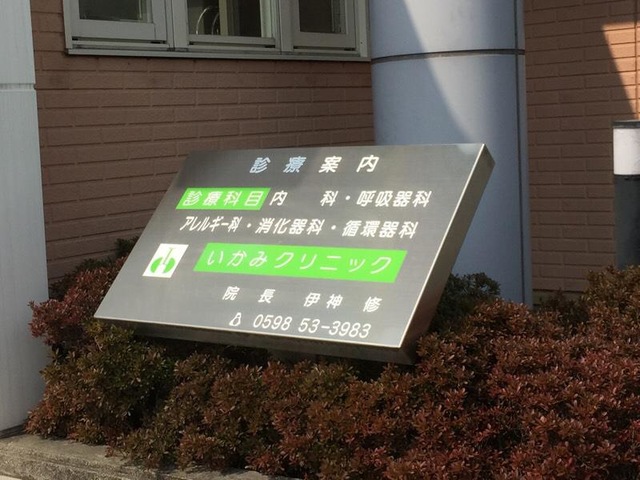 診療案内
診療科目 内　科・呼吸器科
アレルギー科・消化器科・循環器科
いかみクリニック
院長　伊神　修
0598 53-3983